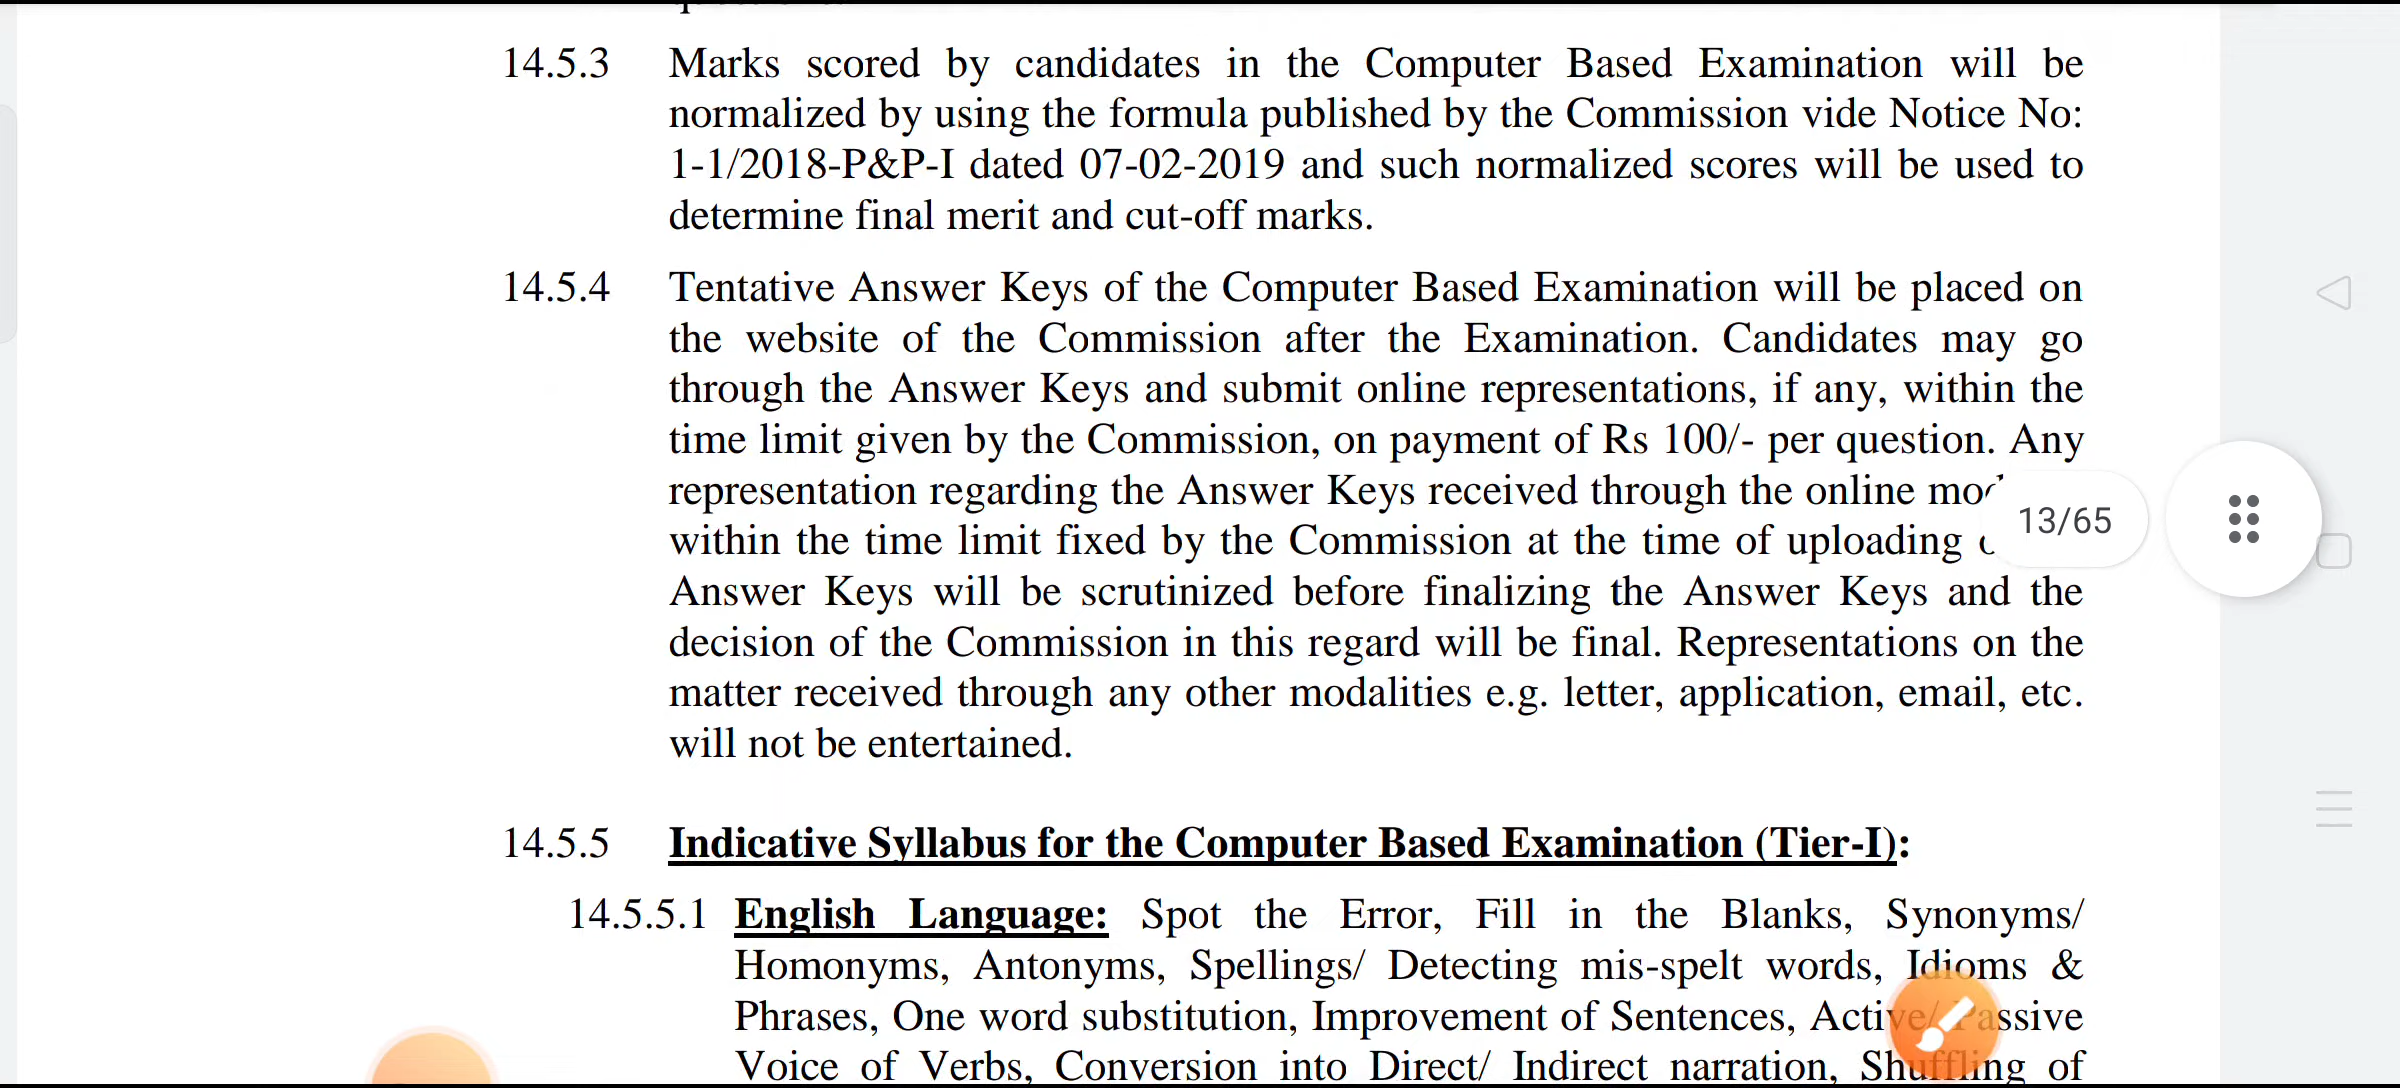 14.5.3 Marks scored by candidates in the Computer Based Examination will be
normalized by using the formula published by the Commission vide Notice No:
1-1/2018-P&P-I dated 07-02-2019 and such normalized scores will be used to
determine final merit and cut-off marks.
14.5.4 Tentative Answer Keys of the Computer Based Examination will be placed on
the website of the Commission after the Examination. Candidates may go
through the Answer Keys and submit online representations, if any, within the
time limit given by the Commission, on payment of Rs 100/- per question. Any
representation regarding the Answer Keys received through the online
13/65
within the time limit fixed by the Commission at the time of uploading
Answer Keys will be scrutinized before finalizing the Answer Keys and the
decision of the Commission in this regard will be final. Representations on the
matter received through any other modalities e.g. letter, application, email, etc.
will not be entertained.
14.5.5 Indicative Syllabus for the Computer Based Examination (Tier-I):
14.5.5.1 English Language: Spot the Error, Fill in the Blanks, Synonyms/
Homonyms, Antonyms, Spellings/ Detecting mis-spelt words, Idioms &
Phrases, One word substitution, Improvement of Sentences, Active/ Passive
Voice of Verbs, Conversion into Direct/ Indirect narration, Shuffling of